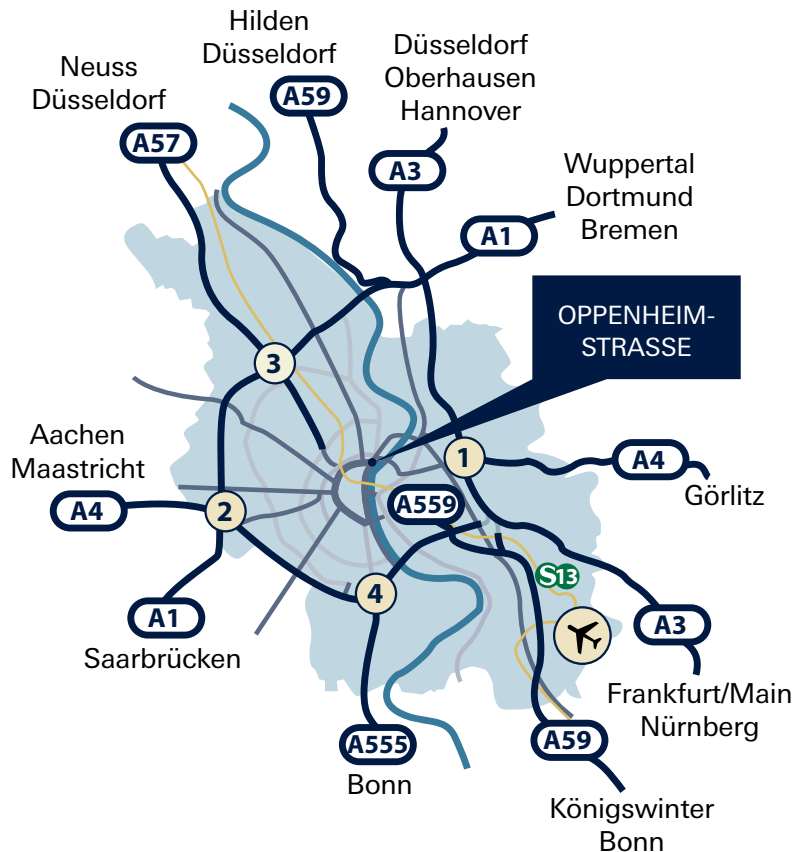 Hilden
Düsseldorf
A59
Düsseldorf
Oberhausen
Hannover
A3
Neuss
Düsseldorf
A57
Wuppertal
Dortmund
Bremen
A1
OPPENHEIM-
STRASSE
3
1
A4
Görlitz
Aachen
Maastricht
A4
2
A559
S13
4
A1
Saarbrücken
A3
Frankfurt/Main
Nürnberg
A555
Bonn
A59
Königswinter
Bonn